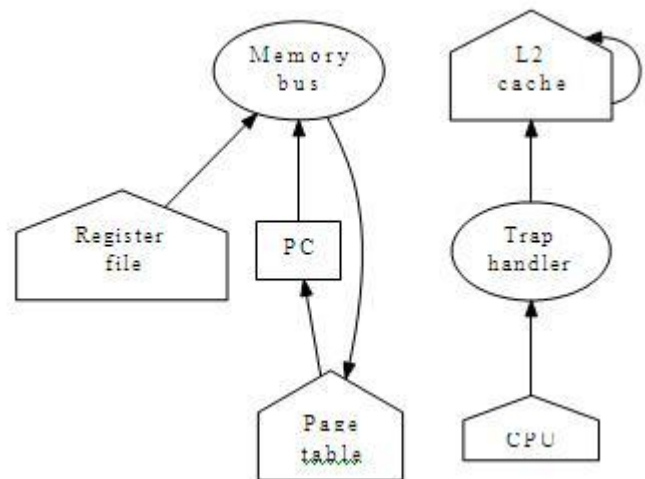 Memory
bus
L2
cache
Register
file
PC
Trap
handler
Page
table
CPU